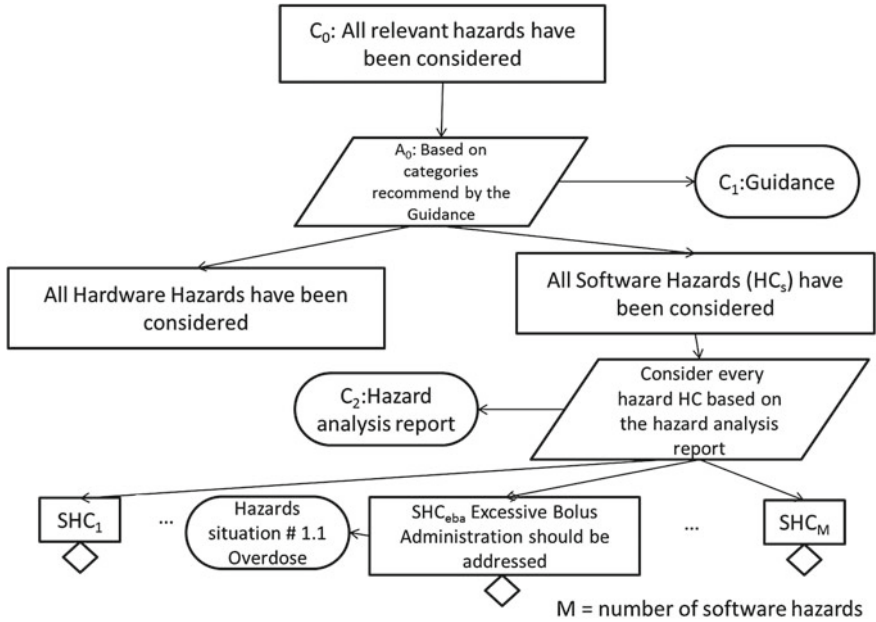 C₀: All relevant hazards have
been considered
A₀: Based on
categories
recommend by the
Guidance
C₁:Guidance
All Hardware Hazards have been
considered
All Software Hazards (HCₛ) have
been considered
C₂:Hazard
analysis report
Consider every
hazard HC based on
the hazard analysis
report
SHC₁
...
Hazards
situation # 1.1
Overdose
SHCeba Excessive Bolus
Administration should be
addressed
...
SHCM
M = number of software hazards